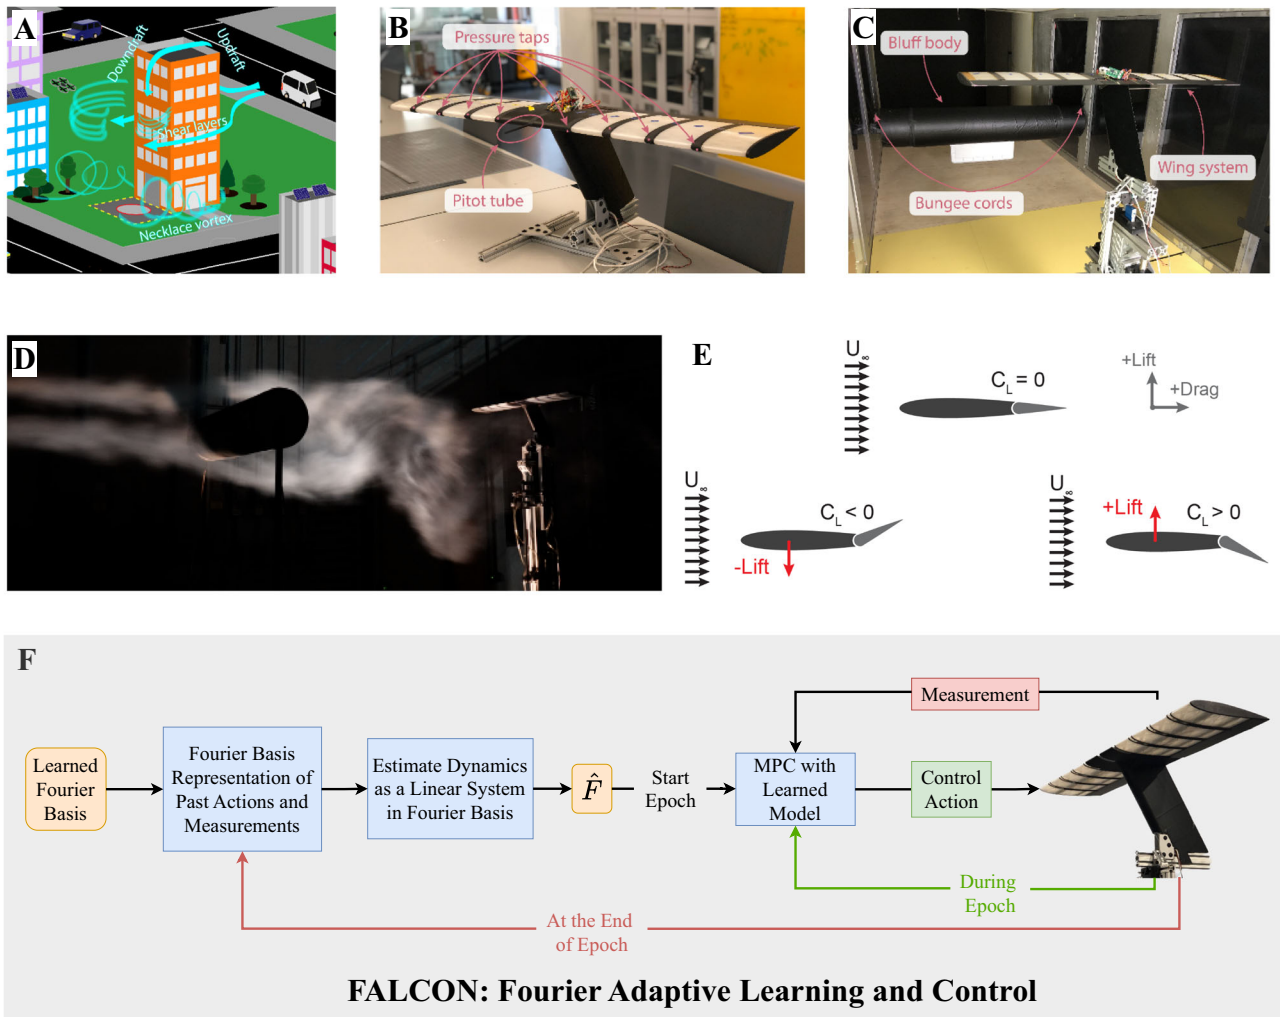 A
Downdraft
Updraft
Shear layers
Necklace vortex
B
Pressure taps
Pitot tube
C
Bluff body
Wing system
Bungee cords
D
E
U∞
C_L = 0
+Lift
+Drag
U∞
C_L < 0
-Lift
U∞
+Lift
C_L > 0
F
Learned
Fourier
Basis
Fourier Basis
Representation of
Past Actions and
Measurements
Estimate Dynamics
as a Linear System
in Fourier Basis
F̂
Start
Epoch
MPC with
Learned
Model
Measurement
Control
Action
During
Epoch
At the End
of Epoch
FALCON: Fourier Adaptive Learning and Control